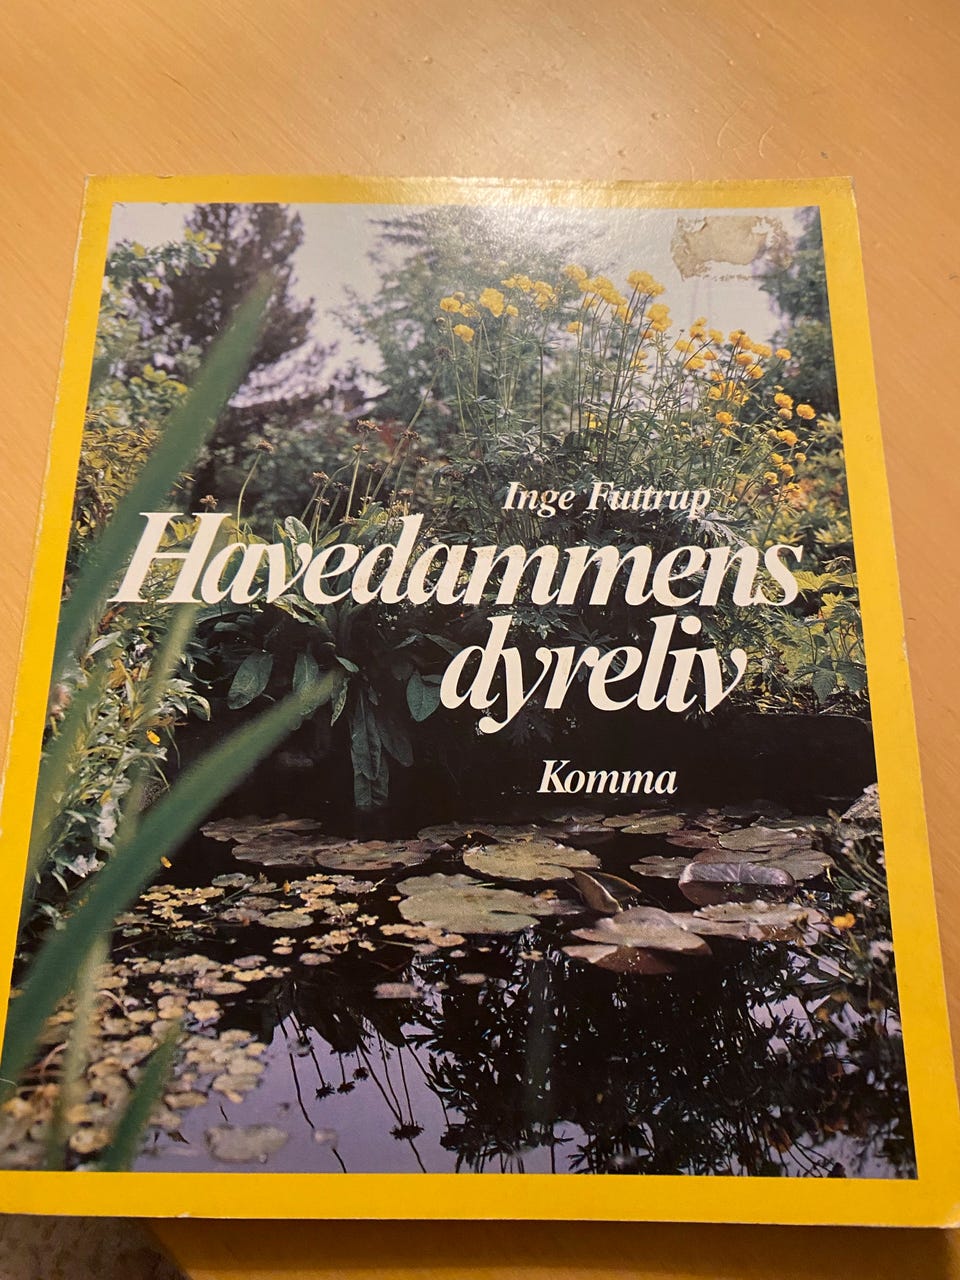 Inge Futtrup
Havedammens
dyreliv
Komma